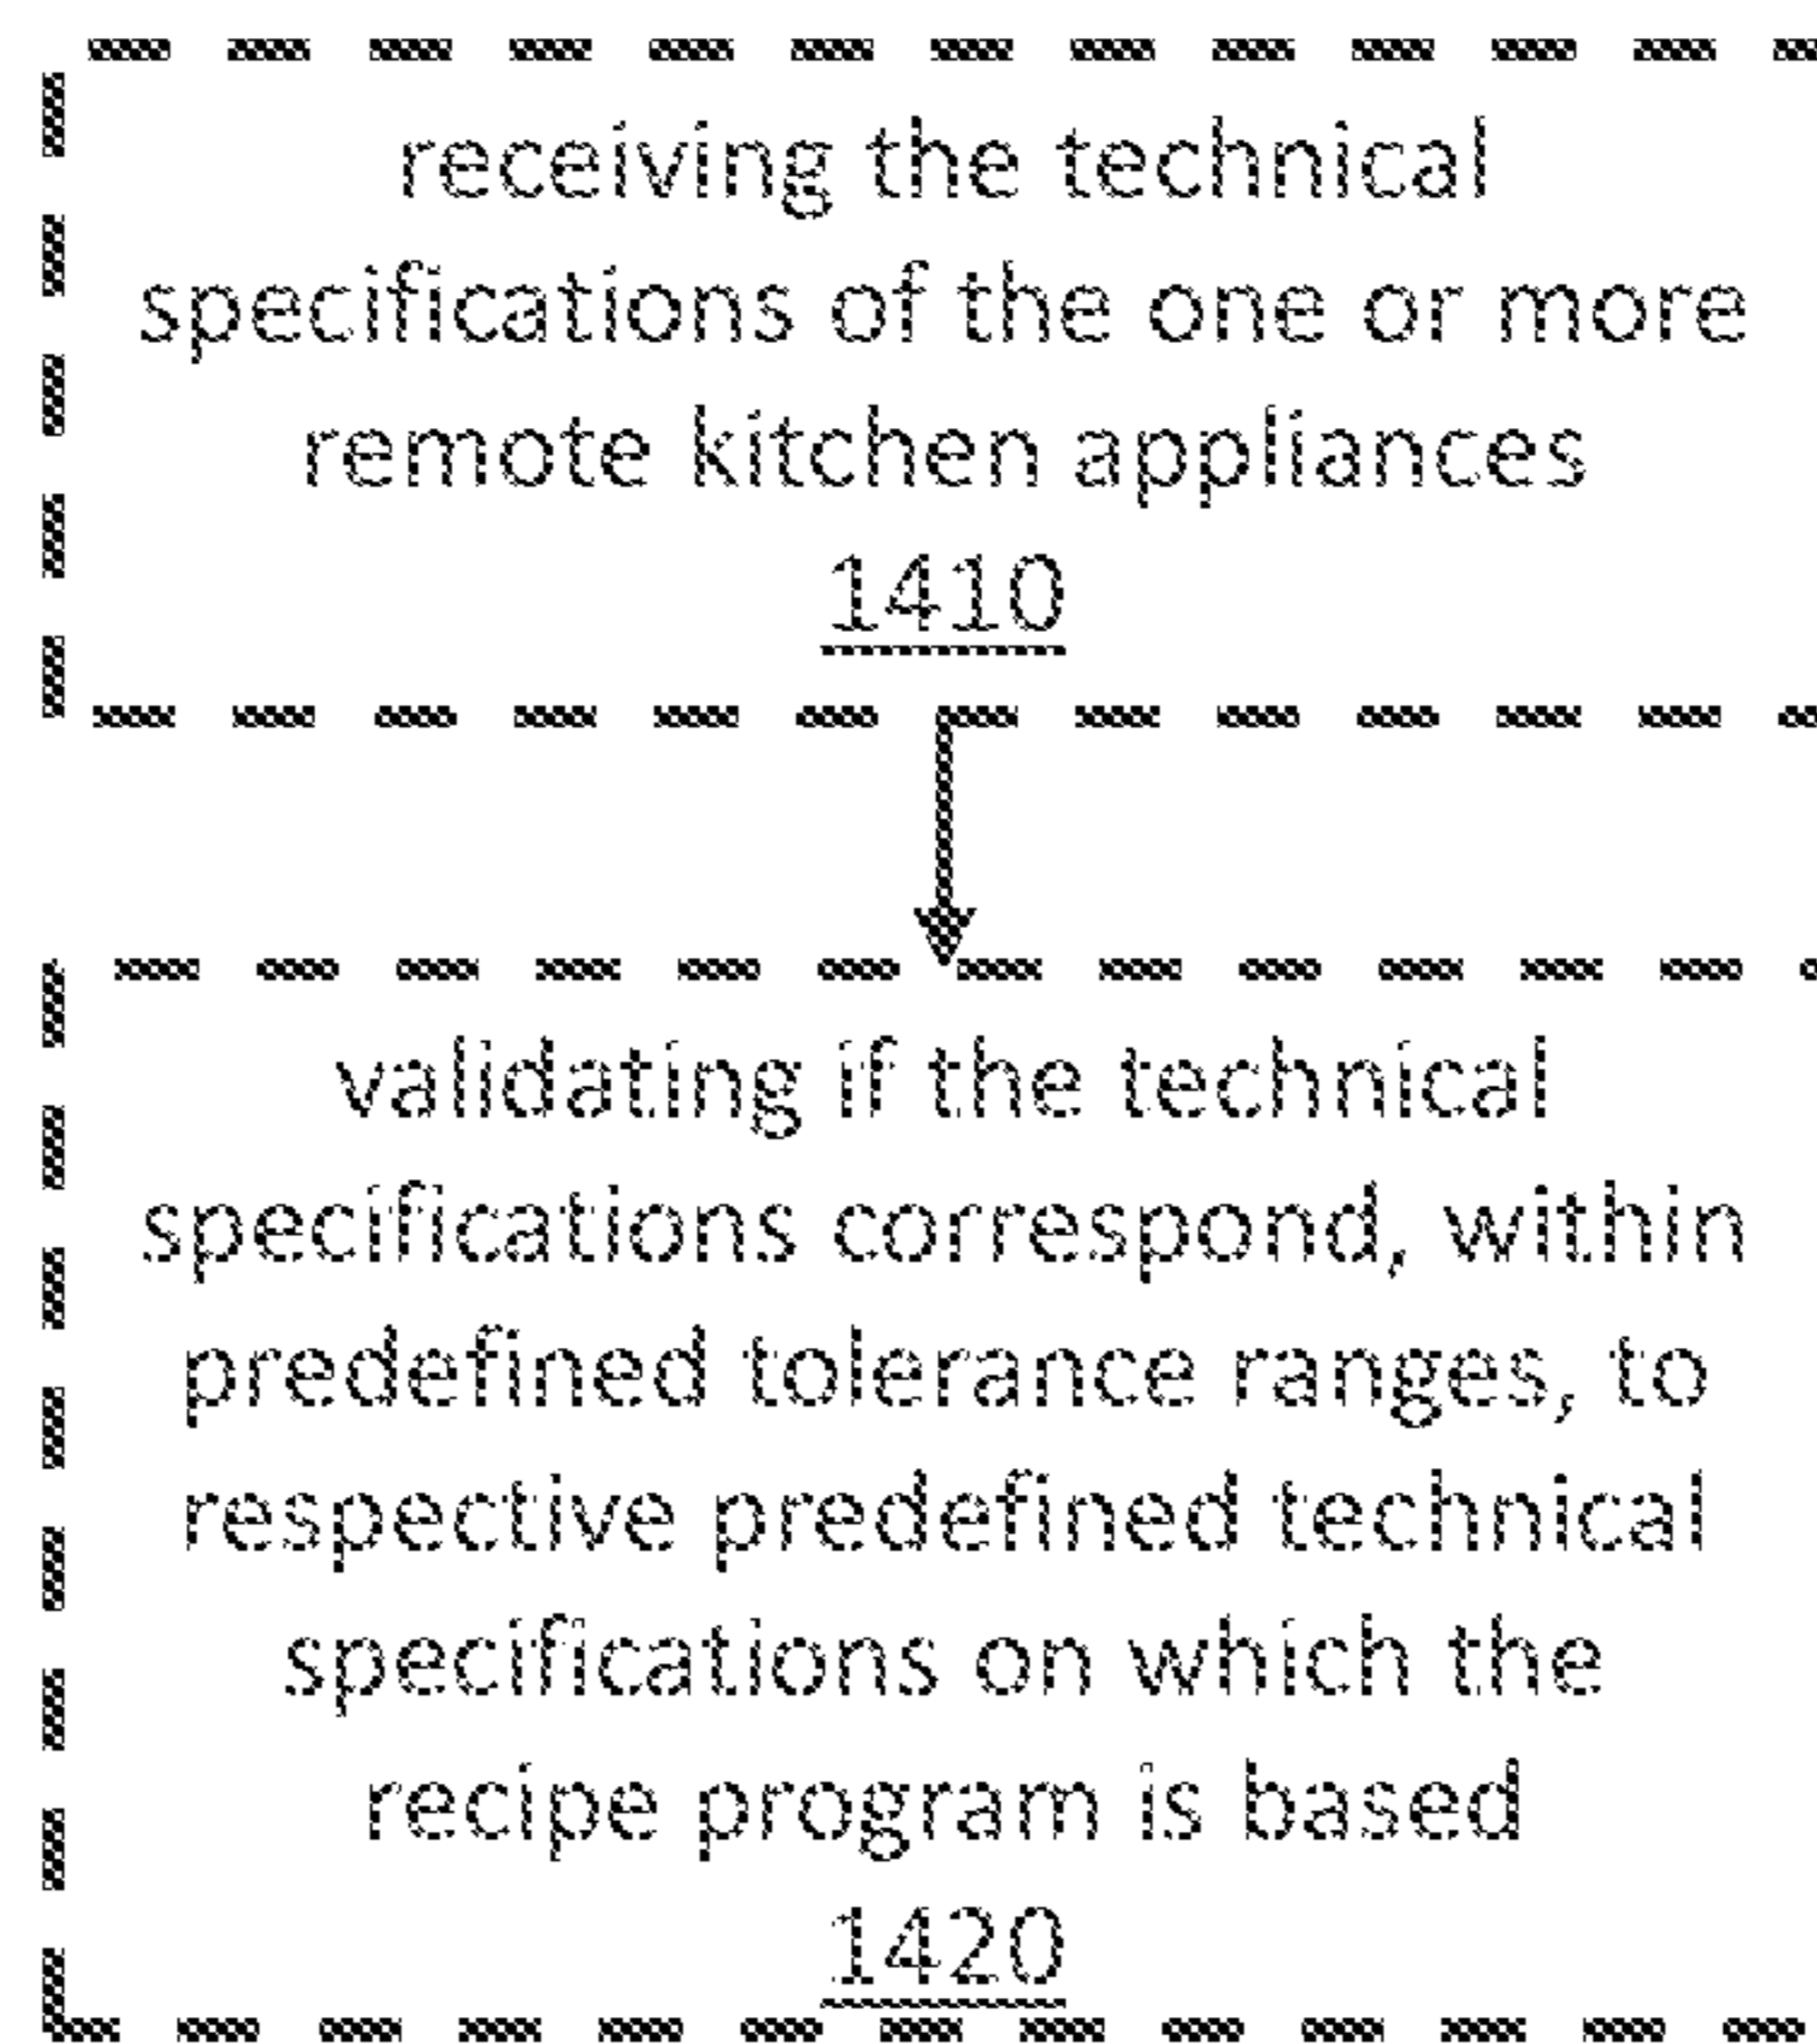 receiving the technical
specifications of the one or more
remote kitchen appliances
1410
validating if the technical
specifications correspond, within
predefined tolerance ranges, to
respective predefined technical
specifications on which the
recipe program is based
1420